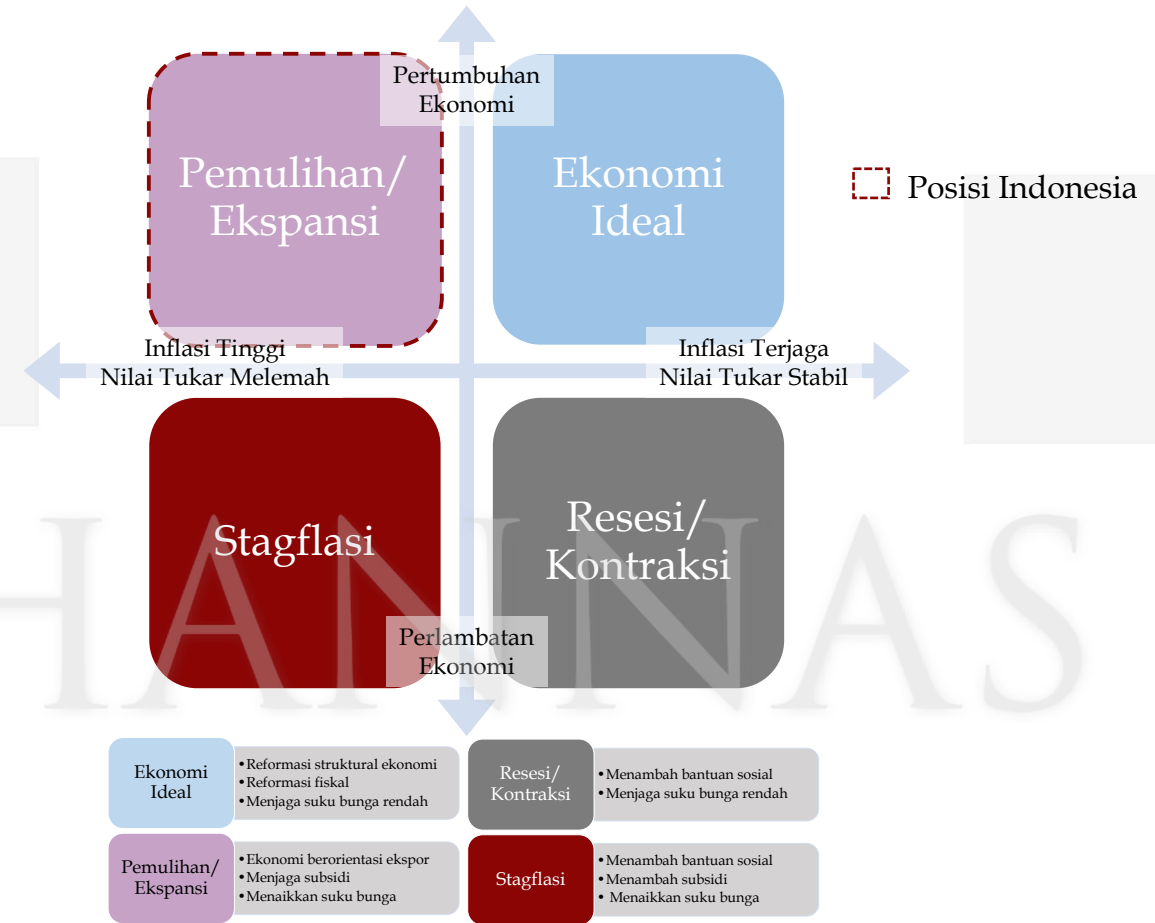 Pertumbuhan
Ekonomi
Pemulihan/
Ekspansi
Ekonomi
Ideal
Posisi Indonesia
Inflasi Tinggi
Nilai Tukar Melemah
Inflasi Terjaga
Nilai Tukar Stabil
Stagflasi
Resesi/
Kontraksi
Perlambatan
Ekonomi
HANNAS
Ekonomi
Ideal
•Reformasi struktural ekonomi
•Reformasi fiskal
•Menjaga suku bunga rendah
Resesi/
Kontraksi
•Menambah bantuan sosial
•Menjaga suku bunga rendah
Pemulihan/
Ekspansi
•Ekonomi berorientasi ekspor
•Menjaga subsidi
•Menaikkan suku bunga
Stagflasi
•Menambah bantuan sosial
•Menambah subsidi
• Menaikkan suku bunga